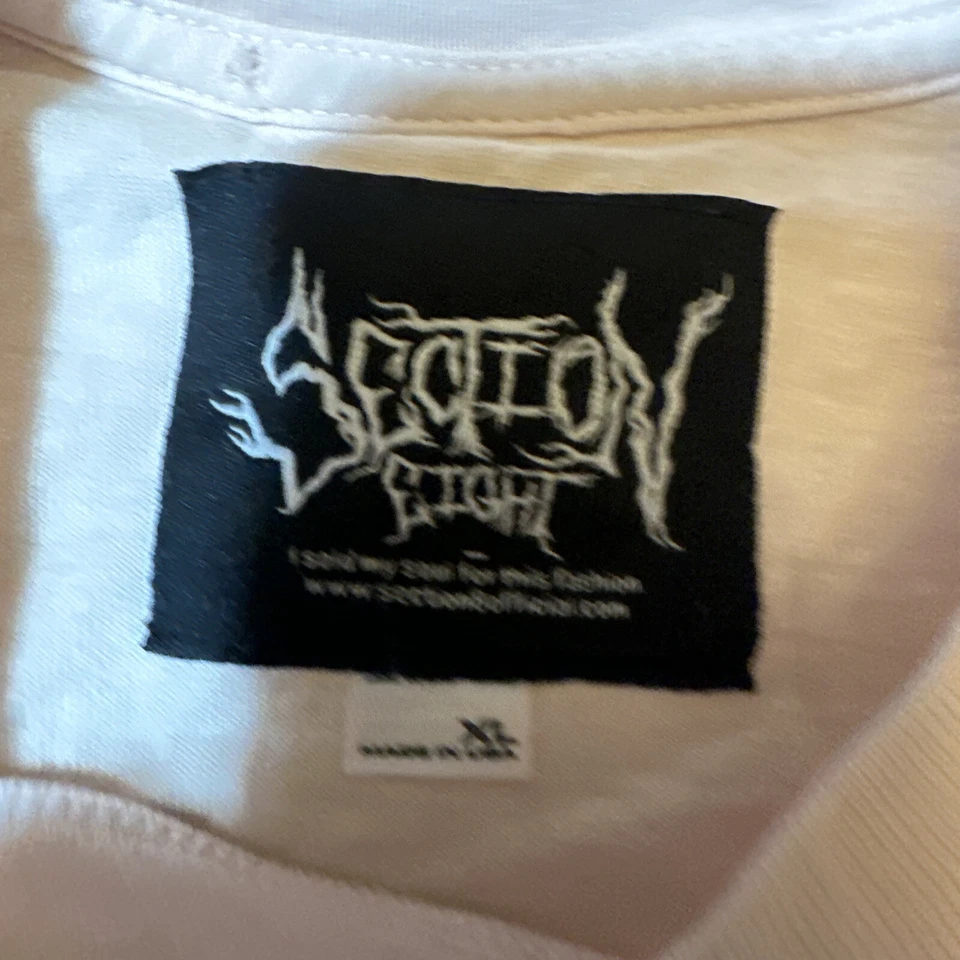 SECTION
EIGHT
I sold my soul for this fashion
www.section8official.com
XL
MADE IN USA